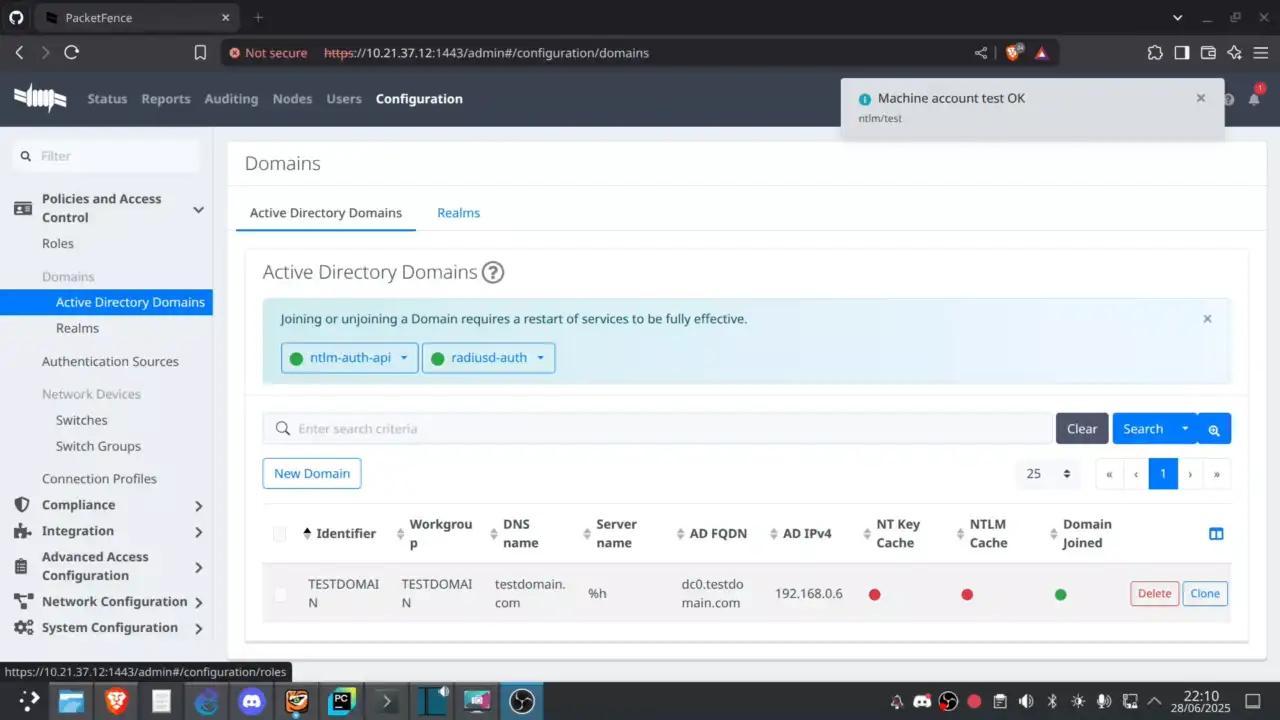 PacketFence
Not secure https://10.21.37.12:1443/admin#/configuration/domains
Status Reports Auditing Nodes Users Configuration
Machine account test OK
ntlm/test
1
Filter
Policies and Access
Control
Roles
Domains
Active Directory Domains
Realms
Authentication Sources
Network Devices
Switches
Switch Groups
Connection Profiles
Compliance
Integration
Advanced Access
Configuration
Network Configuration
System Configuration
Domains
Active Directory Domains Realms
Active Directory Domains
Joining or unjoining a Domain requires a restart of services to be fully effective.
ntlm-auth-api radiusd-auth
Enter search criteria Clear Search
New Domain 25 « ‹ 1 › »
Identifier Workgrou
p DNS
name Server
name AD FQDN AD IPv4 NT Key
Cache NTLM
Cache Domain
Joined
TESTDOMAI
N TESTDOMAI
N testdomain.
com %h dc0.testdo
main.com 192.168.0.6 Delete Clone
https://10.21.37.12:1443/admin#/configuration/roles
22:10
28/06/2025